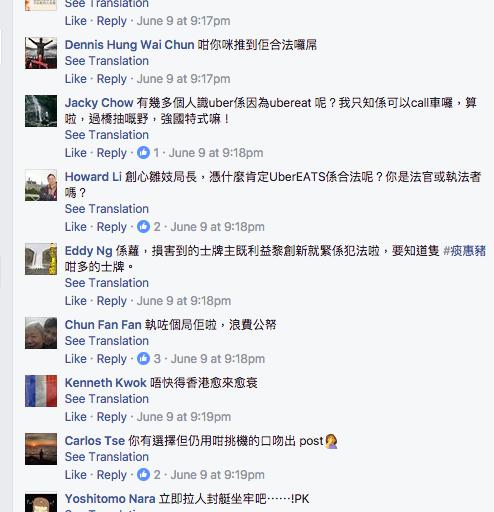 See Translation
Like · Reply · June 9 at 9:17pm
Dennis Hung Wai Chun 咁你咪推到佢合法囉屌
See Translation
Like · Reply · June 9 at 9:17pm
Jacky Chow 有幾多個人識uber係因為ubereat 呢？我只知係可以call車囉，算
啦，過橋抽嘅野，強國特式嘛！
See Translation
Like · Reply · 1 · June 9 at 9:18pm
Howard Li 創心雛妓局長，憑什麼肯定UberEATS係合法呢？你是法官或執法者
嗎？
See Translation
Like · Reply · 2 · June 9 at 9:18pm
Eddy Ng 係蘿，損害到的士牌主既利益黎創新就緊係犯法啦，要知道隻 #痰惠豬
咁多的士牌。
See Translation
Like · Reply · June 9 at 9:18pm
Chun Fan Fan 執咗個局佢啦，浪費公帑
See Translation
Like · Reply · 3 · June 9 at 9:18pm
Kenneth Kwok 唔快得香港愈來愈衰
See Translation
Like · Reply · June 9 at 9:19pm
Carlos Tse 你有選擇但仍用咁挑機的口吻出 post🤦
See Translation
Like · Reply · 2 · June 9 at 9:19pm
Yoshitomo Nara 立即拉人封艇坐牢吧⋯⋯!PK